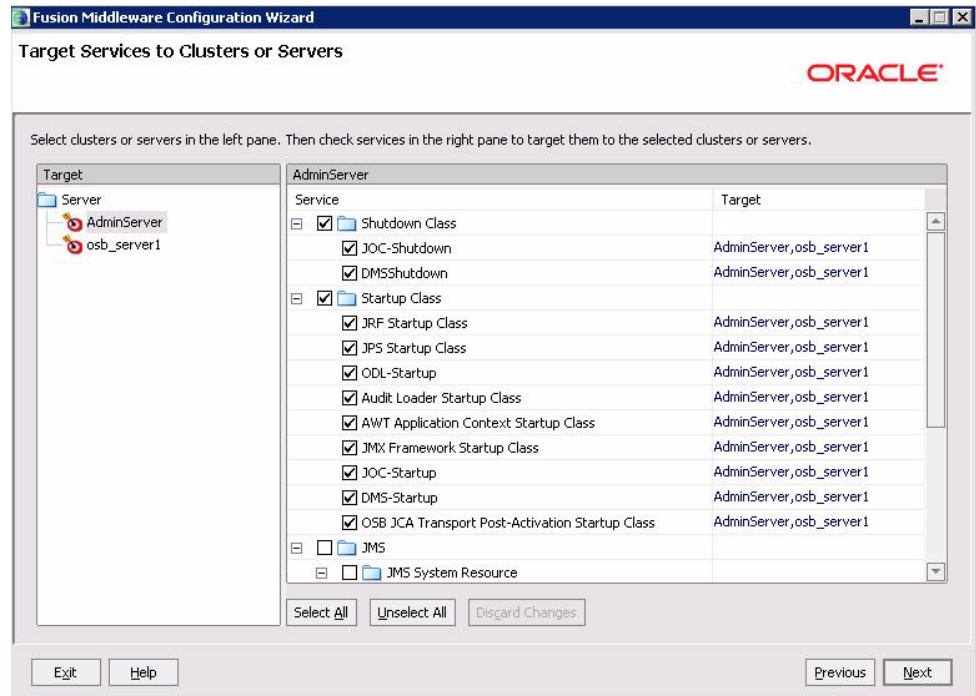 Fusion Middleware Configuration Wizard
Target Services to Clusters or Servers
ORACLE
Select clusters or servers in the left pane. Then check services in the right pane to target them to the selected clusters or servers.
Target
Server
AdminServer
osb_server1
AdminServer
Service Target
Shutdown Class
JOC-Shutdown AdminServer,osb_server1
DMSShutdown AdminServer,osb_server1
Startup Class
JRF Startup Class AdminServer,osb_server1
JPS Startup Class AdminServer,osb_server1
ODL-Startup AdminServer,osb_server1
Audit Loader Startup Class AdminServer,osb_server1
AWT Application Context Startup Class AdminServer,osb_server1
JMX Framework Startup Class AdminServer,osb_server1
JOC-Startup AdminServer,osb_server1
DMS-Startup AdminServer,osb_server1
OSB JCA Transport Post-Activation Startup Class AdminServer,osb_server1
JMS
JMS System Resource
Select All Unselect All Discard Changes
Exit Help Previous Next